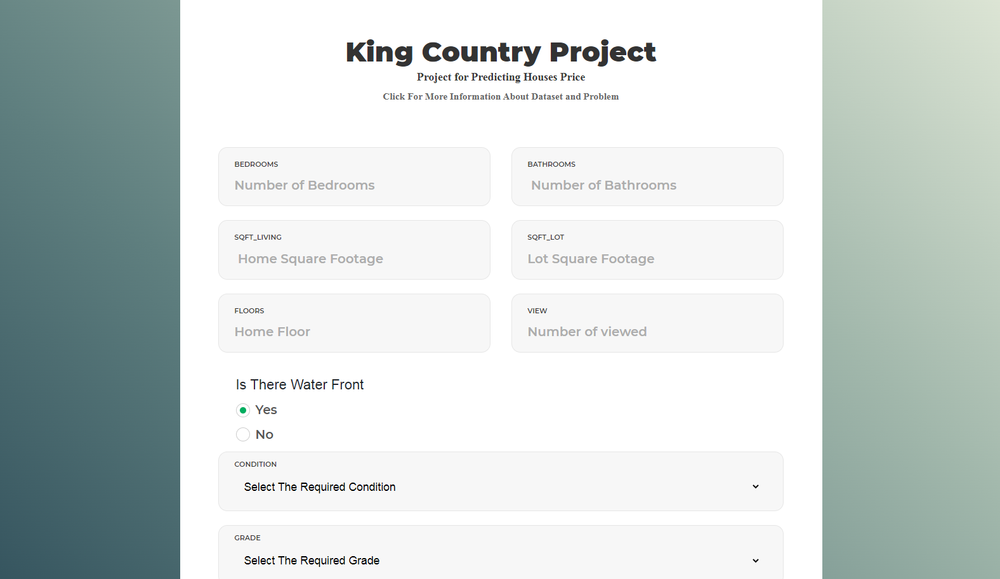 King Country Project
Project for Predicting Houses Price
Click For More Information About Dataset and Problem
BEDROOMS
Number of Bedrooms
BATHROOMS
Number of Bathrooms
SQFT_LIVING
Home Square Footage
SQFT_LOT
Lot Square Footage
FLOORS
Home Floor
VIEW
Number of viewed
Is There Water Front
Yes
No
CONDITION
Select The Required Condition
GRADE
Select The Required Grade